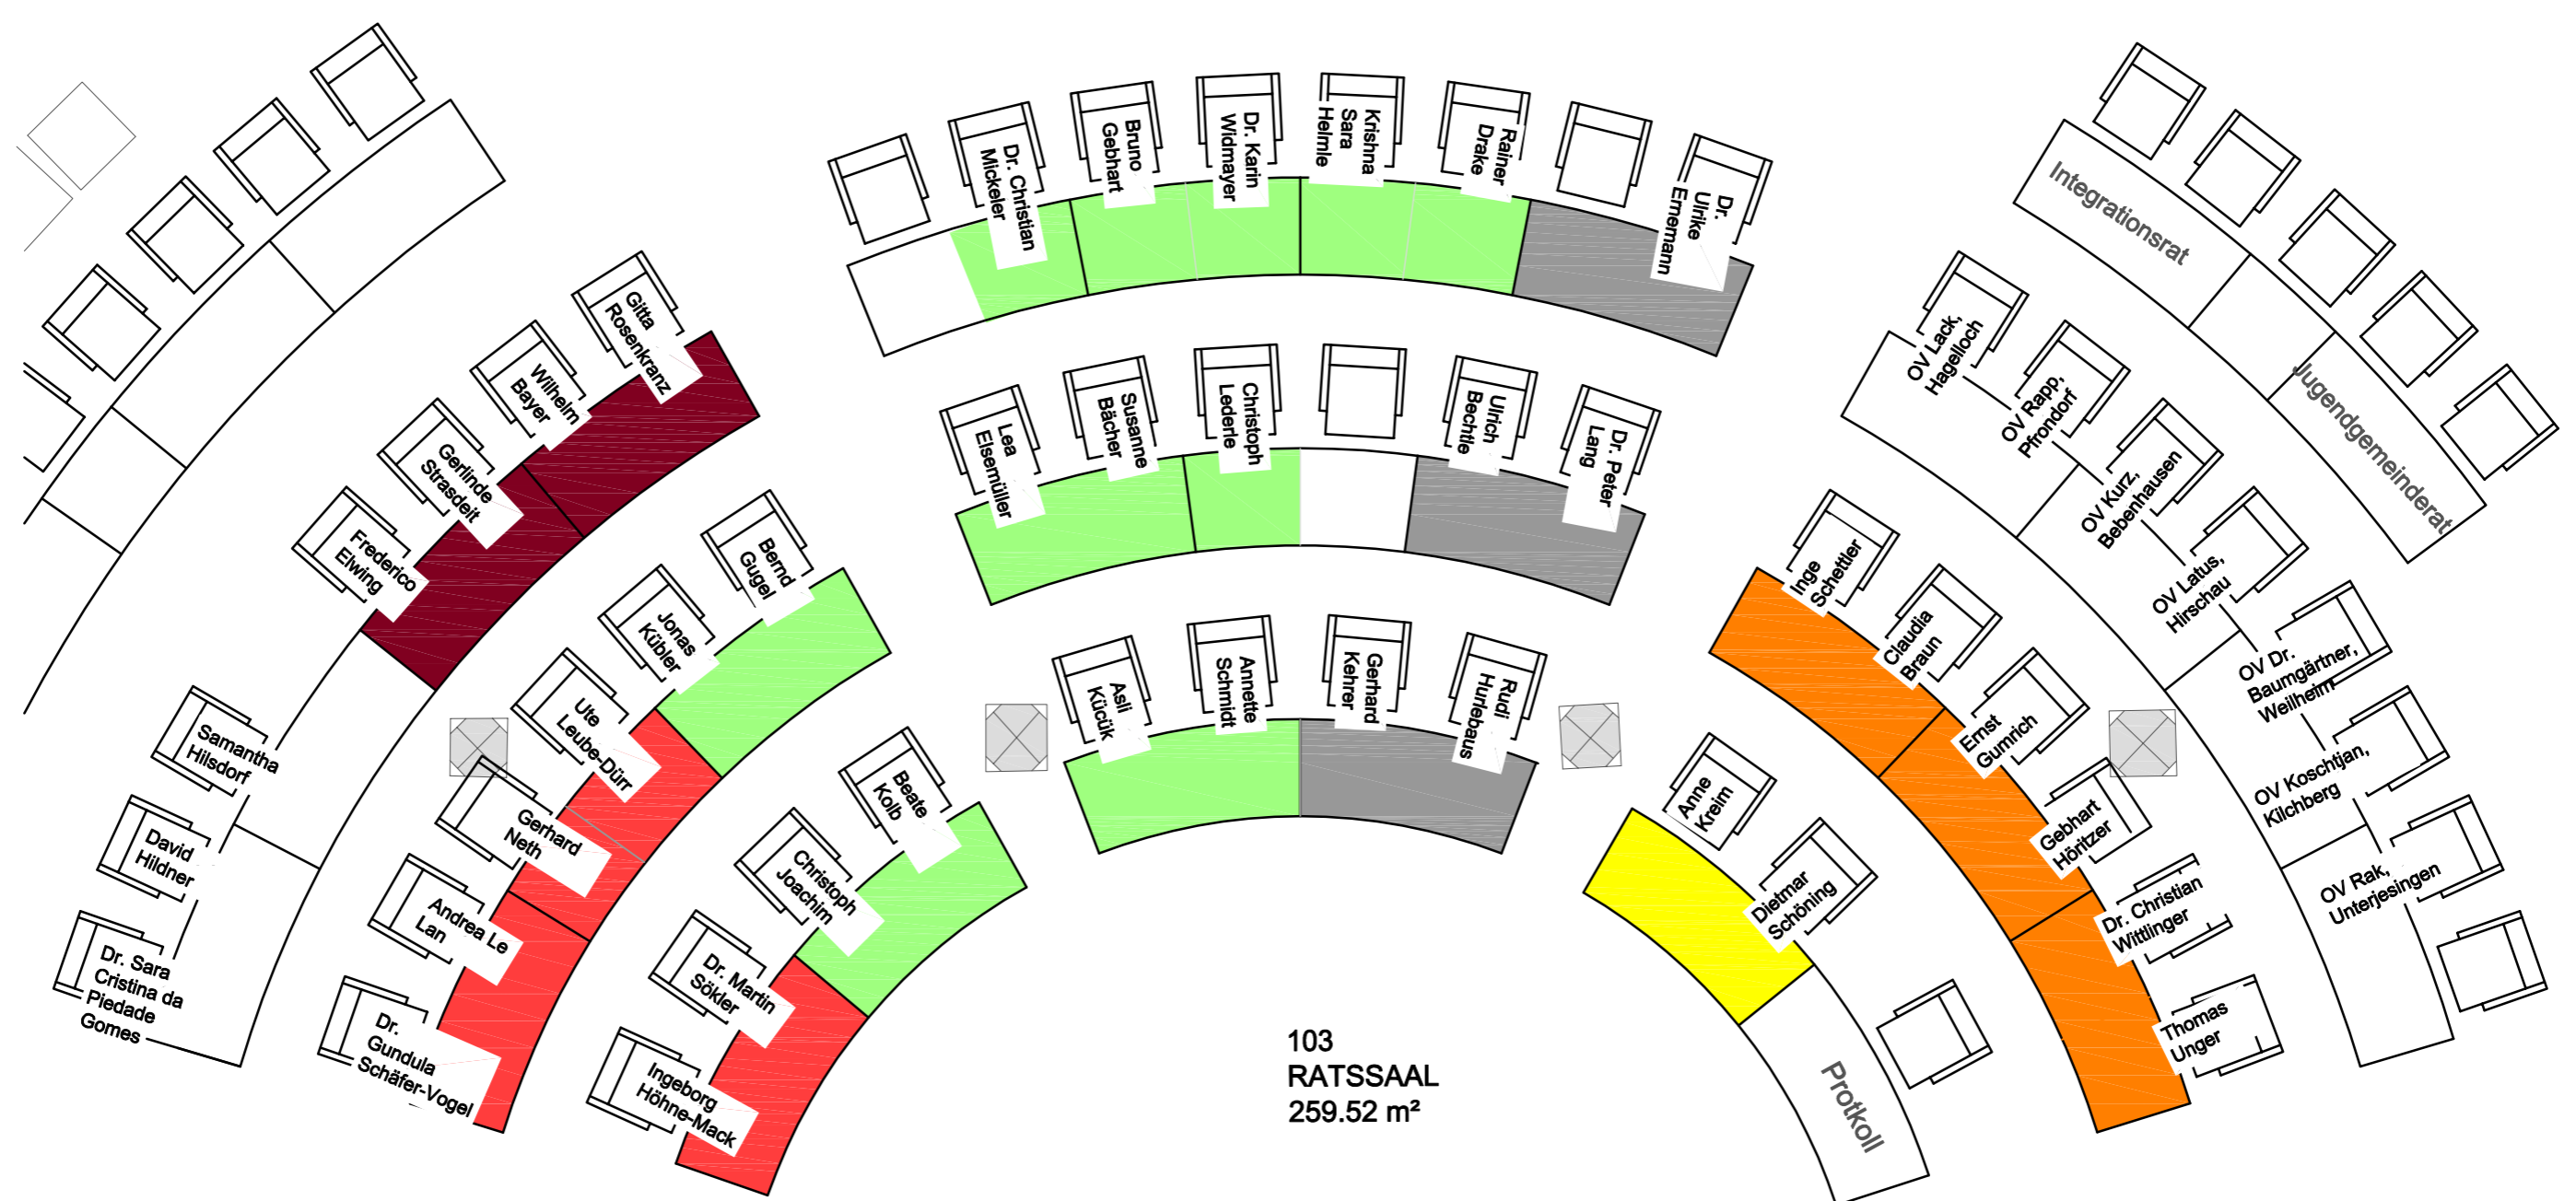 Dr. Christian
Mickeler
Bruno
Gebhart
Dr. Karin
Widmayer
Krishna
Sara
Helmle
Rainer
Drake
Dr.
Ulrike
Ernemann
Integrationsrat
Jugendgemeinderat
Gitta
Rosenkranz
Wilhelm
Bayer
Gerlinde
Strasdeit
Frederico
Elwing
Lea
Elsemüller
Susanne
Bächer
Christoph
Lederle
Ulrich
Bechtle
Dr. Peter
Lang
OV Lack,
Hagelloch
OV Rapp,
Pfrondorf
OV Kurz,
Bebenhausen
OV Latus,
Hirschau
OV Dr.
Baumgärtner,
Weilheim
OV Koschtjan,
Kilchberg
OV Rak,
Unterjesingen
Bernd
Gugel
Jonas
Kübler
Ute
Leube-Dürr
Gerhard
Neth
Andrea Le
Lan
Dr.
Gundula
Schäfer-Vogel
Samantha
Hilsdorf
David
Hildner
Dr. Sara
Cristina da
Piedade
Gomes
Asli
Kücük
Annette
Schmidt
Gerhard
Kehrer
Rudi
Hurlebaus
Inge
Schettler
Claudia
Braun
Ernst
Gumrich
Gebhart
Höritzer
Dr. Christian
Wittlinger
Thomas
Unger
Beate
Kolb
Christoph
Joachim
Dr. Martin
Sökler
Ingeborg
Höhne-Mack
Anne
Kreim
Dietmar
Schöning
Protkoll
103
RATSSAAL
259.52 m²